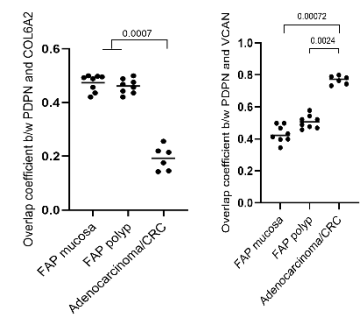 Overlap coefficient b/w PDPN and COL6A2
0.0007
0.6
0.4
0.2
0.0
FAP mucosa
FAP polyp
Adenocarcinoma/CRC
Overlap coefficient b/w PDPN and VCAN
0.00072
0.0024
1.0
0.8
0.6
0.4
0.2
0.0
FAP mucosa
FAP polyp
Adenocarcinoma/CRC